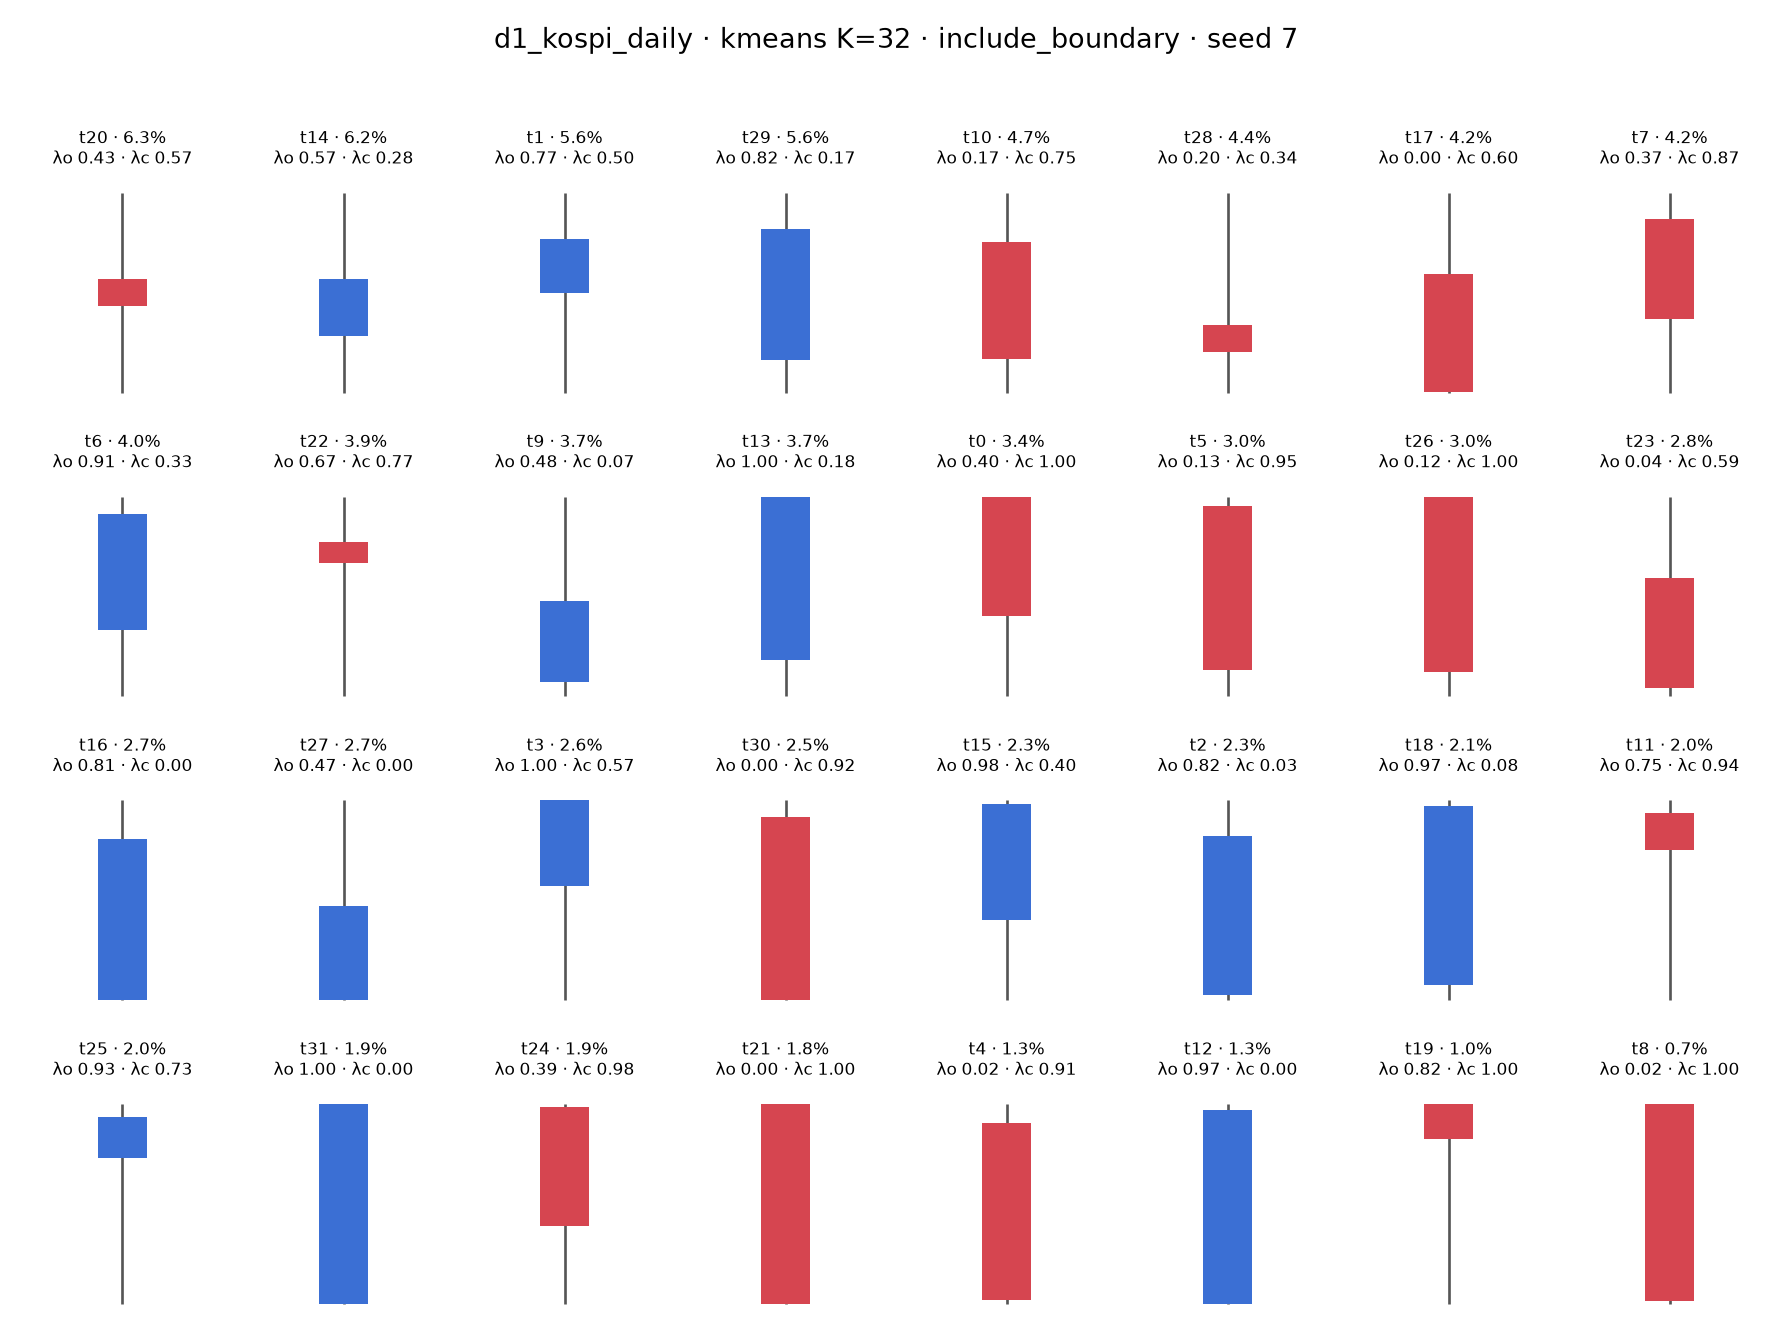 d1_kospi_daily · kmeans K=32 · include_boundary · seed 7
t20 · 6.3%
λo 0.43 · λc 0.57
t14 · 6.2%
λo 0.57 · λc 0.28
t1 · 5.6%
λo 0.77 · λc 0.50
t29 · 5.6%
λo 0.82 · λc 0.17
t10 · 4.7%
λo 0.17 · λc 0.75
t28 · 4.4%
λo 0.20 · λc 0.34
t17 · 4.2%
λo 0.00 · λc 0.60
t7 · 4.2%
λo 0.37 · λc 0.87
t6 · 4.0%
λo 0.91 · λc 0.33
t22 · 3.9%
λo 0.67 · λc 0.77
t9 · 3.7%
λo 0.48 · λc 0.07
t13 · 3.7%
λo 1.00 · λc 0.18
t0 · 3.4%
λo 0.40 · λc 1.00
t5 · 3.0%
λo 0.13 · λc 0.95
t26 · 3.0%
λo 0.12 · λc 1.00
t23 · 2.8%
λo 0.04 · λc 0.59
t16 · 2.7%
λo 0.81 · λc 0.00
t27 · 2.7%
λo 0.47 · λc 0.00
t3 · 2.6%
λo 1.00 · λc 0.57
t30 · 2.5%
λo 0.00 · λc 0.92
t15 · 2.3%
λo 0.98 · λc 0.40
t2 · 2.3%
λo 0.82 · λc 0.03
t18 · 2.1%
λo 0.97 · λc 0.08
t11 · 2.0%
λo 0.75 · λc 0.94
t25 · 2.0%
λo 0.93 · λc 0.73
t31 · 1.9%
λo 1.00 · λc 0.00
t24 · 1.9%
λo 0.39 · λc 0.98
t21 · 1.8%
λo 0.00 · λc 1.00
t4 · 1.3%
λo 0.02 · λc 0.91
t12 · 1.3%
λo 0.97 · λc 0.00
t19 · 1.0%
λo 0.82 · λc 1.00
t8 · 0.7%
λo 0.02 · λc 1.00